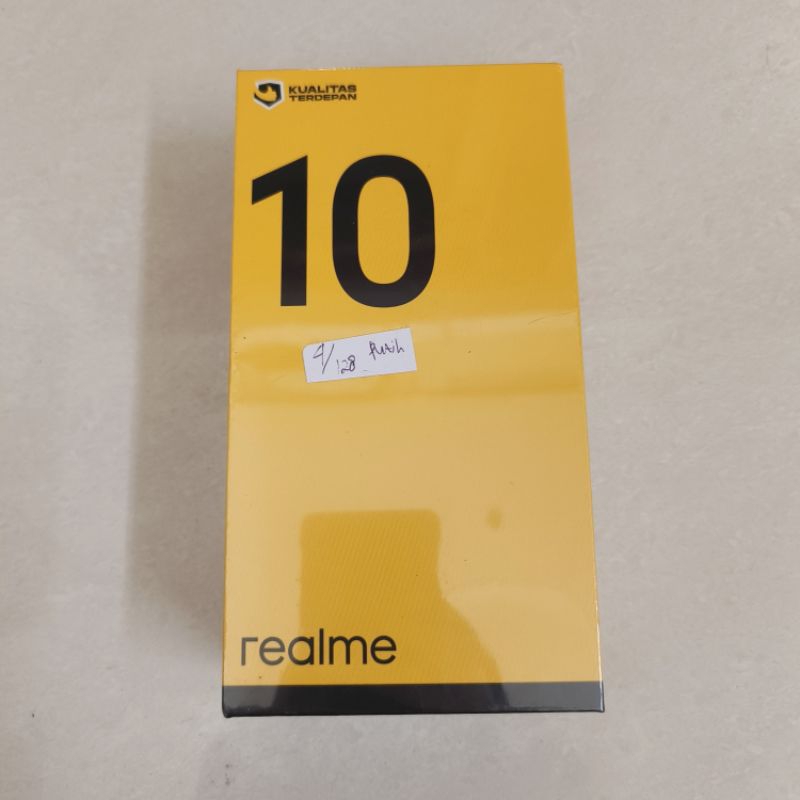 KUALITAS
TERDEPAN
10
4/128 Putih
realme